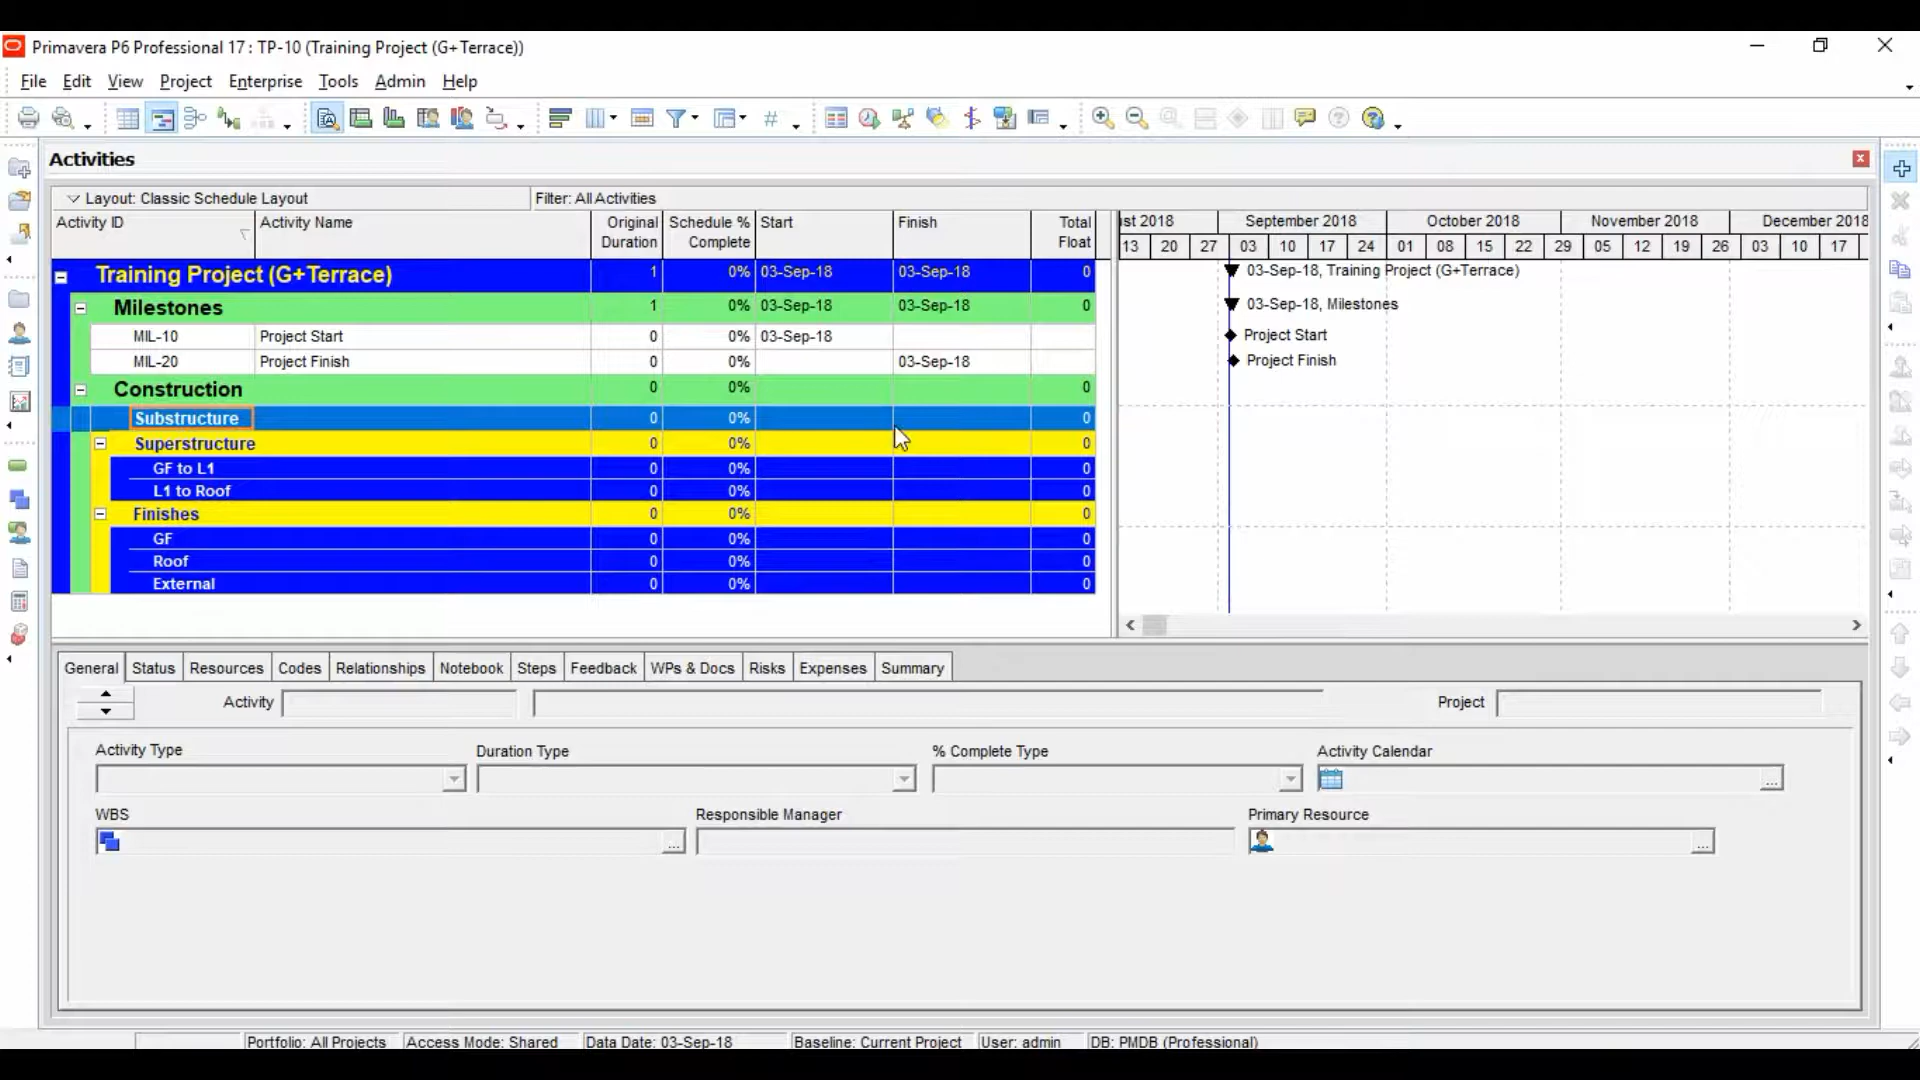 Primavera P6 Professional 17 : TP-10 (Training Project (G+Terrace))
File Edit View Project Enterprise Tools Admin Help
Activities
Layout: Classic Schedule Layout Filter: All Activities
Activity ID Activity Name Original Duration Schedule % Complete Start Finish Total Float
ist 2018 September 2018 October 2018 November 2018 December 2018
13 20 27 03 10 17 24 01 08 15 22 29 05 12 19 26 03 10 17
Training Project (G+Terrace) 1 0% 03-Sep-18 03-Sep-18 0 03-Sep-18, Training Project (G+Terrace)
Milestones 1 0% 03-Sep-18 03-Sep-18 0 03-Sep-18, Milestones
MIL-10 Project Start 0 0% 03-Sep-18 Project Start
MIL-20 Project Finish 0 0% 03-Sep-18 Project Finish
Construction 0 0% 0
Substructure 0 0% 0
Superstructure 0 0% 0
GF to L1 0 0% 0
L1 to Roof 0 0% 0
Finishes 0 0% 0
GF 0 0% 0
Roof 0 0% 0
External 0 0% 0
General Status Resources Codes Relationships Notebook Steps Feedback WPs & Docs Risks Expenses Summary
Activity Project
Activity Type Duration Type % Complete Type Activity Calendar
...
WBS Responsible Manager Primary Resource
... ...
Portfolio: All Projects Access Mode: Shared Data Date: 03-Sep-18 Baseline: Current Project User: admin DB: PMDB (Professional)